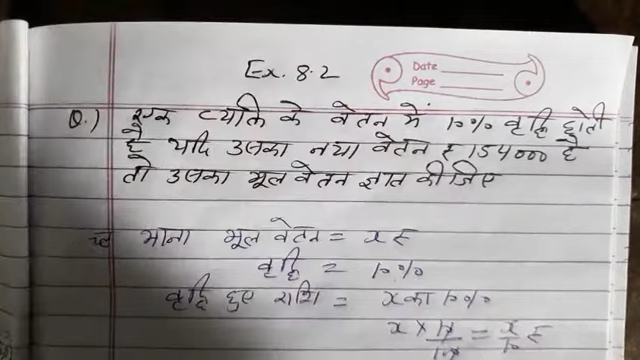 Ex. 8.2
Date
Page
Q.) एक व्यक्ति के वेतन में 10% वृद्धि होती
है यदि उसका नया वेतन ₹ 154000 है
तो उसका मूल वेतन ज्ञात कीजिए
माना मूल वेतन = x ₹
वृद्धि = 10%
वृद्धि हुए राशि = x का 10%
x × 10/100 = x/10 ₹